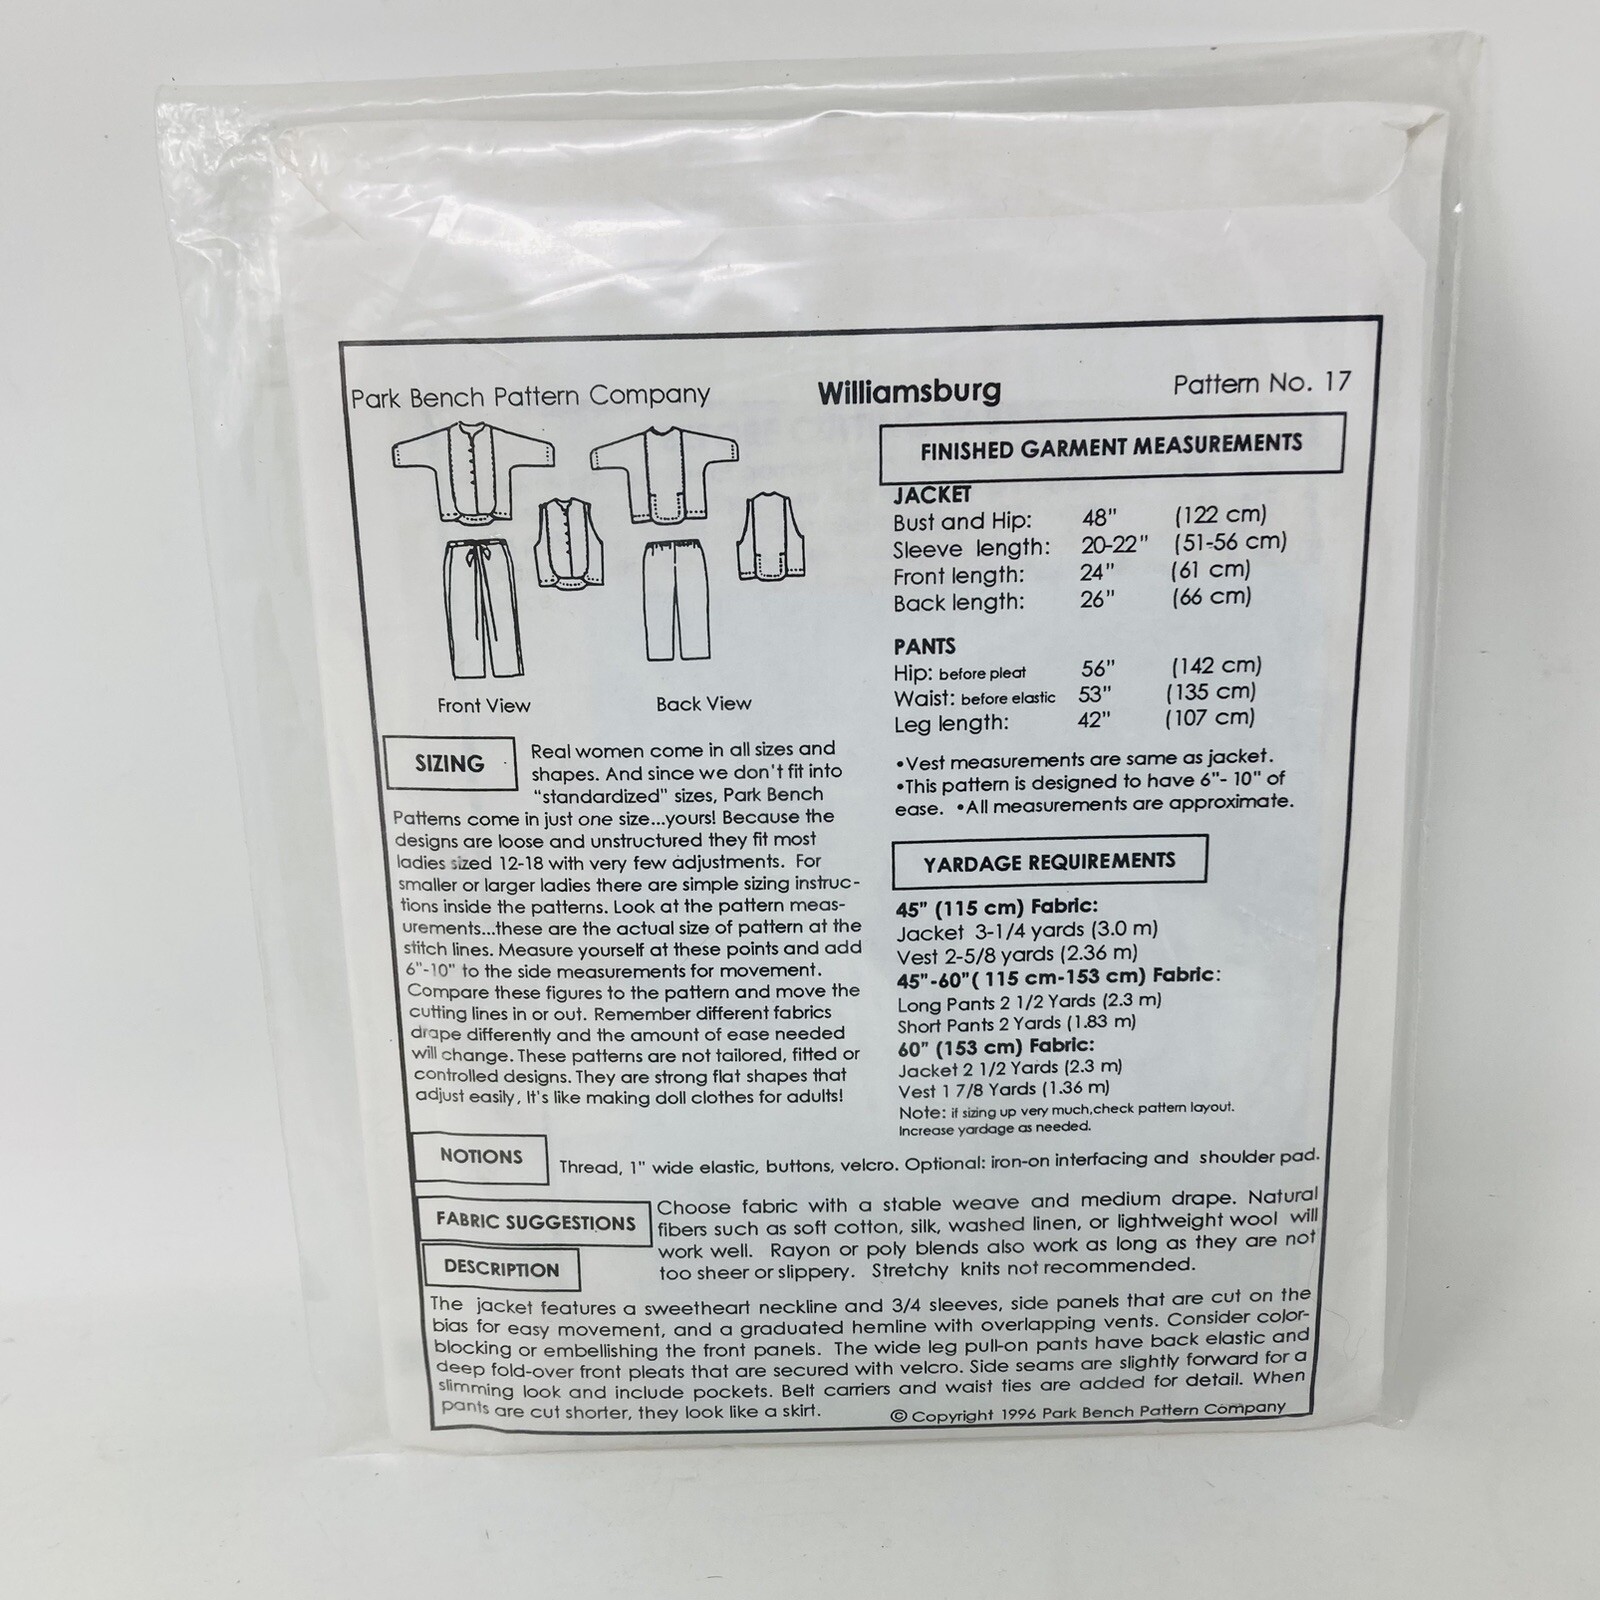 Park Bench Pattern Company Williamsburg Pattern No. 17
Front View Back View
FINISHED GARMENT MEASUREMENTS
JACKET
Bust and Hip: 48" (122 cm)
Sleeve length: 20-22" (51-56 cm)
Front length: 24" (61 cm)
Back length: 26" (66 cm)
PANTS
Hip: before pleat 56" (142 cm)
Waist: before elastic 53" (135 cm)
Leg length: 42" (107 cm)
•Vest measurements are same as jacket.
•This pattern is designed to have 6"- 10" of
ease. •All measurements are approximate.
SIZING
Real women come in all sizes and
shapes. And since we don't fit into
"standardized" sizes, Park Bench
Patterns come in just one size...yours! Because the
designs are loose and unstructured they fit most
ladies sized 12-18 with very few adjustments. For
smaller or larger ladies there are simple sizing instruc-
tions inside the patterns. Look at the pattern meas-
urements...these are the actual size of pattern at the
stitch lines. Measure yourself at these points and add
6"-10" to the side measurements for movement.
Compare these figures to the pattern and move the
cutting lines in or out. Remember different fabrics
drape differently and the amount of ease needed
will change. These patterns are not tailored, fitted or
controlled designs. They are strong flat shapes that
adjust easily, It's like making doll clothes for adults!
YARDAGE REQUIREMENTS
45" (115 cm) Fabric:
Jacket 3-1/4 yards (3.0 m)
Vest 2-5/8 yards (2.36 m)
45"-60"( 115 cm-153 cm) Fabric:
Long Pants 2 1/2 Yards (2.3 m)
Short Pants 2 Yards (1.83 m)
60" (153 cm) Fabric:
Jacket 2 1/2 Yards (2.3 m)
Vest 1 7/8 Yards (1.36 m)
Note: if sizing up very much,check pattern layout.
Increase yardage as needed.
NOTIONS
Thread, 1" wide elastic, buttons, velcro. Optional: iron-on interfacing and shoulder pad.
FABRIC SUGGESTIONS
Choose fabric with a stable weave and medium drape. Natural
fibers such as soft cotton, silk, washed linen, or lightweight wool will
work well. Rayon or poly blends also work as long as they are not
too sheer or slippery. Stretchy knits not recommended.
DESCRIPTION
The jacket features a sweetheart neckline and 3/4 sleeves, side panels that are cut on the
bias for easy movement, and a graduated hemline with overlapping vents. Consider color-
blocking or embellishing the front panels. The wide leg pull-on pants have back elastic and
deep fold-over front pleats that are secured with velcro. Side seams are slightly forward for a
slimming look and include pockets. Belt carriers and waist ties are added for detail. When
pants are cut shorter, they look like a skirt.
© Copyright 1996 Park Bench Pattern Company